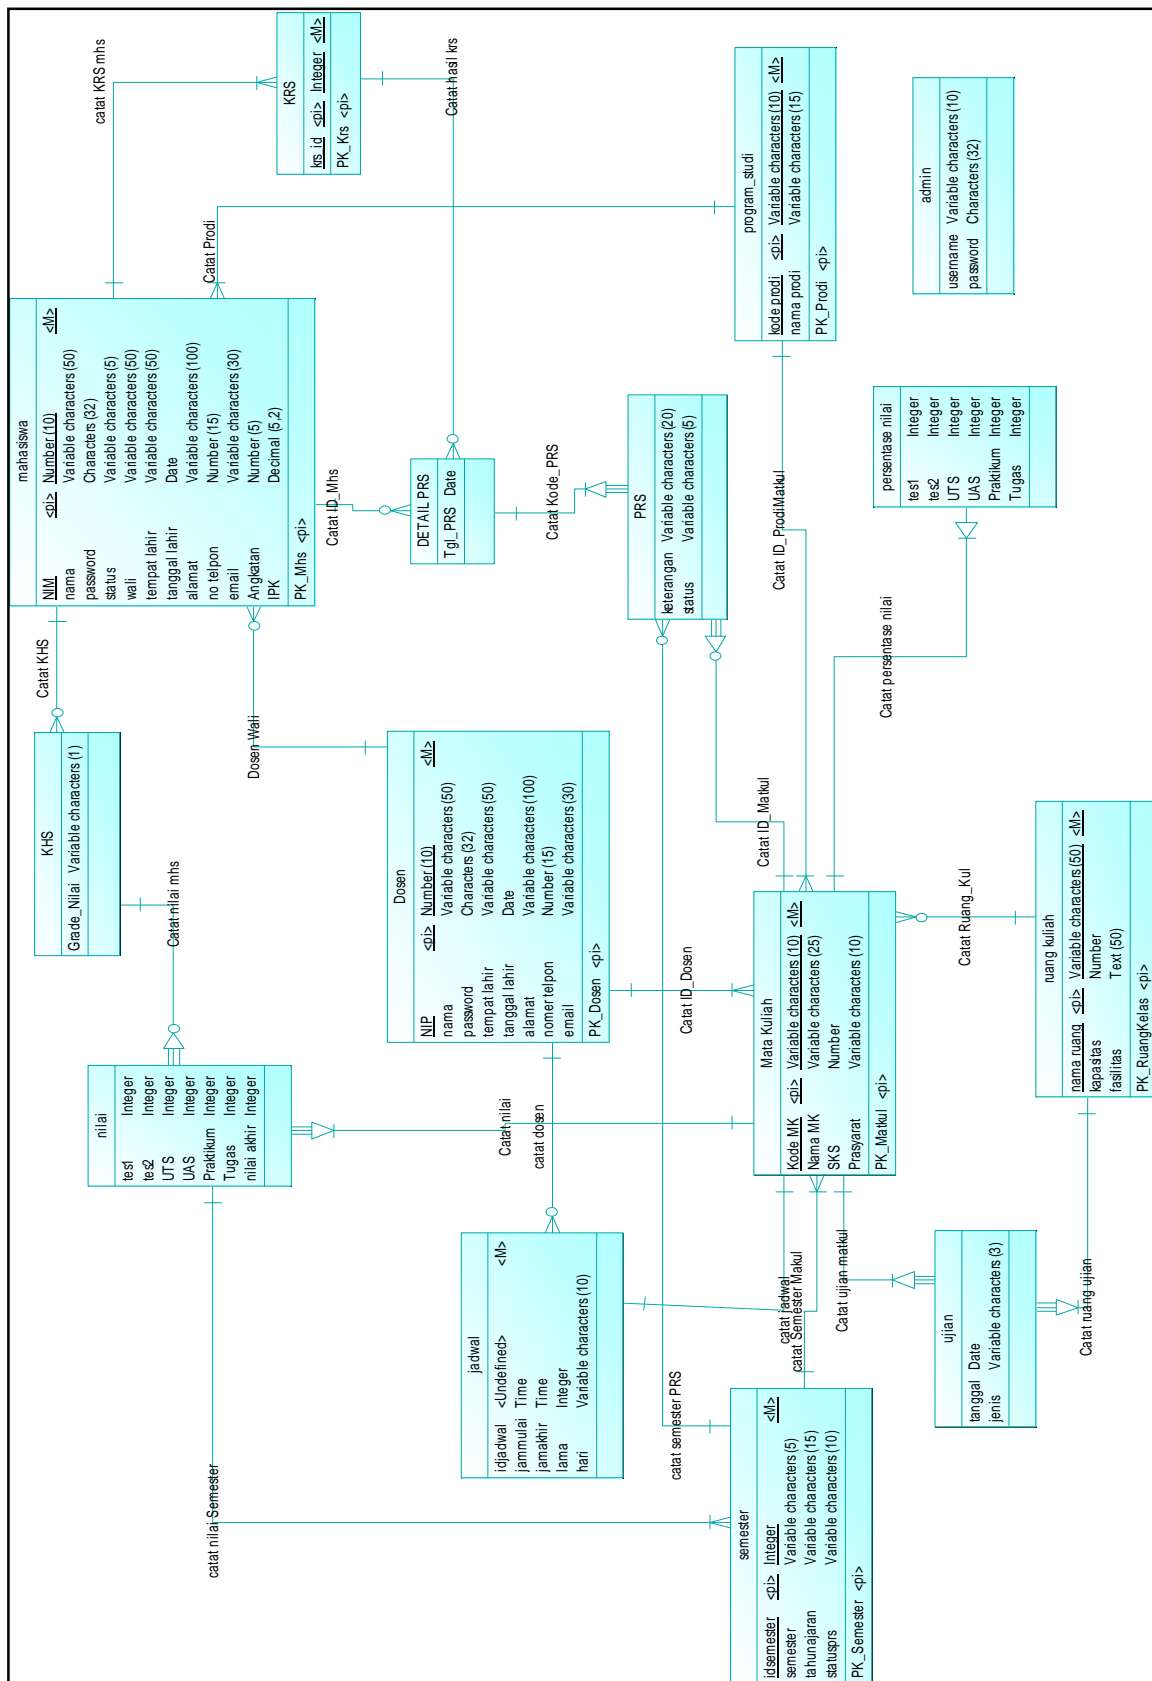 KRS
krs_id <pi> Integer <M>
PK_Krs <pi>
catat KRS mhs
Catat hasil krs
mahasiswa
NIM <pi> Number (10) <M>
nama Variable characters (50)
password Characters (32)
status Variable characters (5)
wali Variable characters (50)
tempat lahir Variable characters (50)
tanggal lahir Date
alamat Variable characters (100)
no telpon Number (15)
email Variable characters (30)
Angkatan Number (5)
IPK Decimal (5,2)
PK_Mhs <pi>
Catat Prodi
program_studi
kode prodi <pi> Variable characters (10) <M>
nama prodi Variable characters (15)
PK_Prodi <pi>
admin
username Variable characters (10)
password Characters (32)
Catat ID_Mhs
DETAIL PRS
Tgl_PRS Date
Catat Kode_PRS
PRS
keterangan Variable characters (20)
status Variable characters (5)
Catat ID_ProdiMatkul
persentase nilai
tes1 Integer
tes2 Integer
UTS Integer
UAS Integer
Praktikum Integer
Tugas Integer
Catat persentase nilai
Catat KHS
KHS
Grade_Nilai Variable characters (1)
Catat nilai mhs
Dosen Wali
Dosen
NIP <pi> Number (10) <M>
nama Variable characters (50)
password Characters (32)
tempat lahir Variable characters (50)
tanggal lahir Date
alamat Variable characters (100)
nomer telpon Number (15)
email Variable characters (30)
PK_Dosen <pi>
Catat ID_Matkul
Catat ID_Dosen
Mata Kuliah
Kode MK <pi> Variable characters (10) <M>
Nama MK Variable characters (25)
SKS Number
Prasyarat Variable characters (10)
PK_Matkul <pi>
Catat Ruang_Kul
ruang kuliah
nama ruang <pi> Variable characters (50) <M>
kapasitas Number
fasilitas Text (50)
PK_RuangKelas <pi>
nilai
tes1 Integer
tes2 Integer
UTS Integer
UAS Integer
Praktikum Integer
Tugas Integer
nilai akhir Integer
Catat nilai
catat dosen
jadwal
idjadwal <Undefined> <M>
jammulai Time
jamakhir Time
lama Integer
hari Variable characters (10)
catat jadwal
catat Semester Makul
Catat ujian matkul
ujian
tanggal Date
jenis Variable characters (3)
Catat ruang ujian
catat semester PRS
catat nilai Semester
semester
idsemester <pi> Integer <M>
semester Variable characters (5)
tahunajaran Variable characters (15)
statusprs Variable characters (10)
PK_Semester <pi>